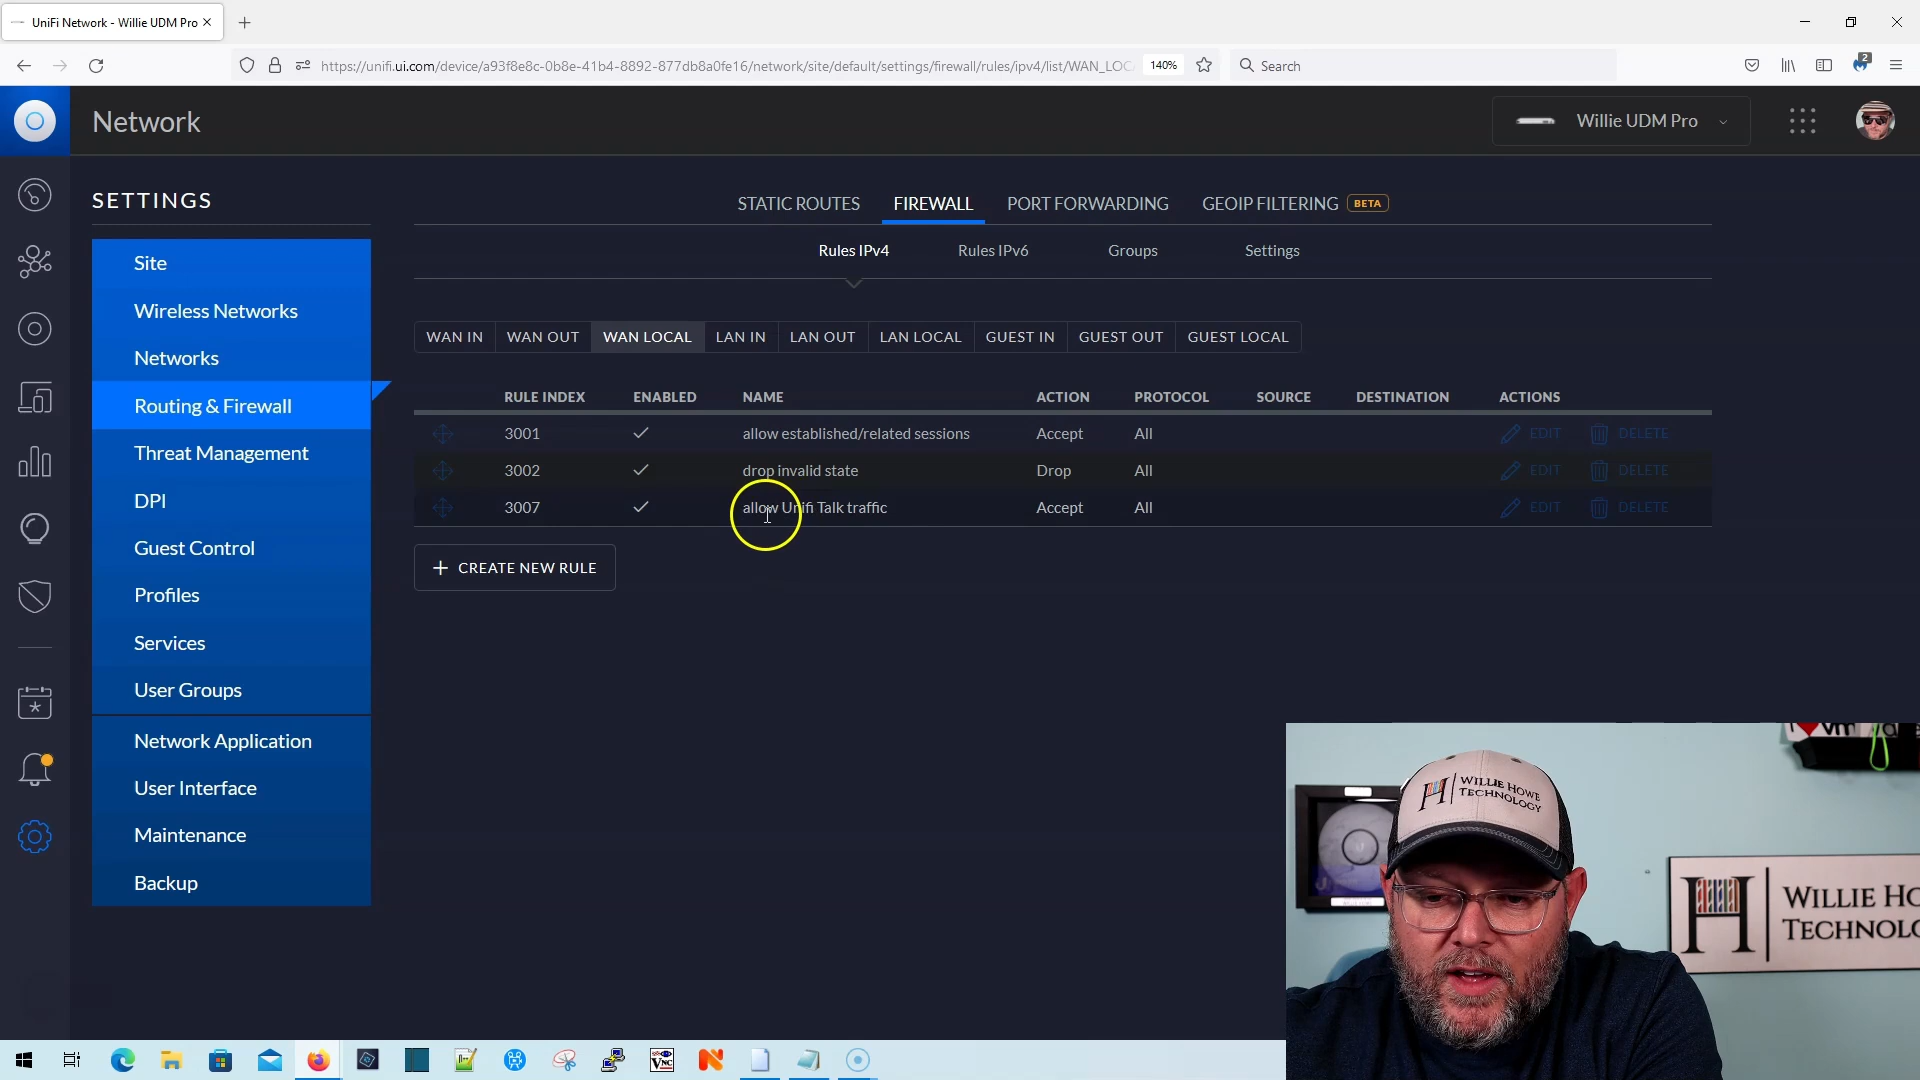 UniFi Network - Willie UDM Pro
https://unifi.ui.com/device/a93f8e8c-0b8e-41b4-8892-877db8a0fe16/network/site/default/settings/firewall/rules/ipv4/list/WAN_LOC
140%
Search
2
Network
Willie UDM Pro
SETTINGS
STATIC ROUTES
FIREWALL
PORT FORWARDING
GEOIP FILTERING
BETA
Rules IPv4
Rules IPv6
Groups
Settings
WAN IN
WAN OUT
WAN LOCAL
LAN IN
LAN OUT
LAN LOCAL
GUEST IN
GUEST OUT
GUEST LOCAL
RULE INDEX ENABLED NAME ACTION PROTOCOL SOURCE DESTINATION ACTIONS
3001 allow established/related sessions Accept All EDIT DELETE
3002 drop invalid state Drop All EDIT DELETE
3007 allow Unifi Talk traffic Accept All EDIT DELETE
+ CREATE NEW RULE
Site
Wireless Networks
Networks
Routing & Firewall
Threat Management
DPI
Guest Control
Profiles
Services
User Groups
Network Application
User Interface
Maintenance
Backup
WILLIE HOWE
TECHNOLOGY
WILLIE HO
TECHNOLO